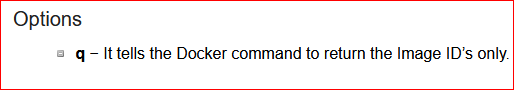 Options
q − It tells the Docker command to return the Image ID’s only.